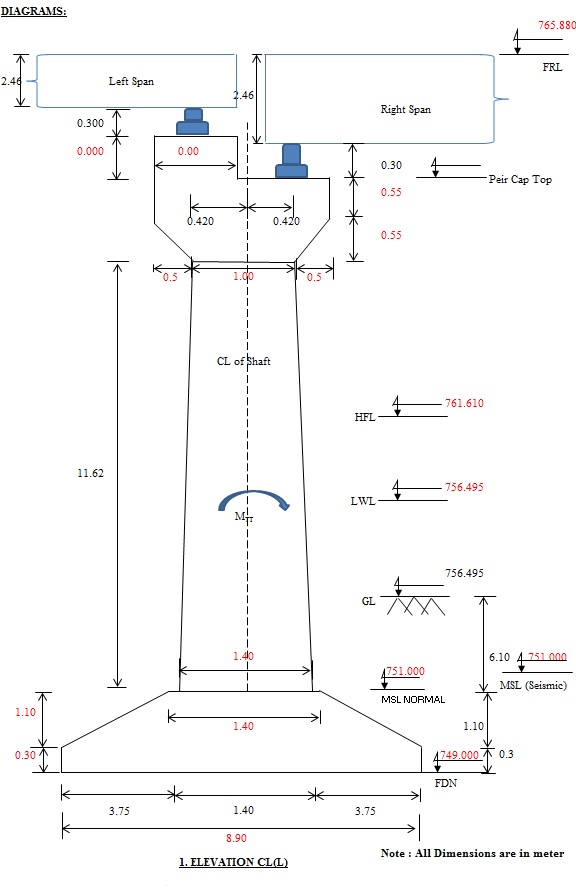 DIAGRAMS:
765.880
FRL
2.46
Left Span
2.46
Right Span
0.300
0.000
0.00
0.30
Peir Cap Top
0.55
0.420
0.420
0.55
0.5
1.00
0.5
CL of Shaft
761.610
HFL
11.62
756.495
LWL
MTT
756.495
GL
1.40
6.10
751.000
751.000
MSL (Seismic)
MSL NORMAL
1.10
1.40
1.10
0.30
749.000
0.3
FDN
3.75
1.40
3.75
8.90
Note : All Dimensions are in meter
1. ELEVATION CL(L)